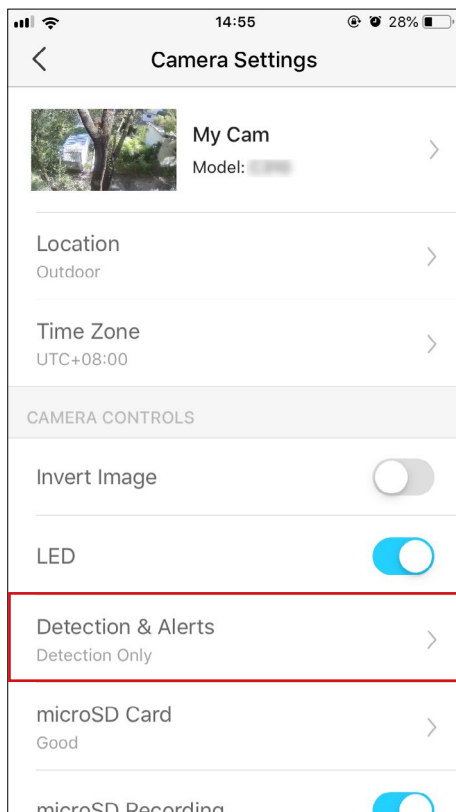 14:55
28%
Camera Settings
My Cam
Model:
Location
Outdoor
Time Zone
UTC+08:00
CAMERA CONTROLS
Invert Image
LED
Detection & Alerts
Detection Only
microSD Card
Good
microSD Recording